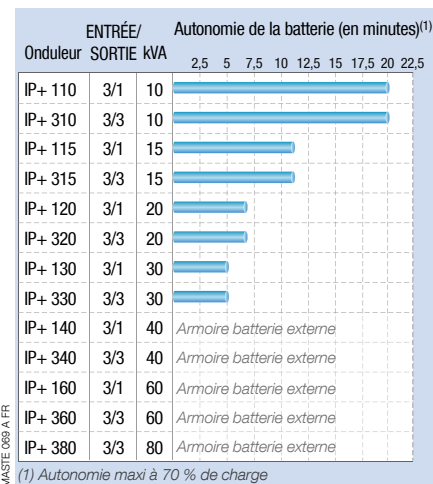 ENTRÉE/ Autonomie de la batterie (en minutes)(1)
Onduleur SORTIE kVA
2,5 5 7,5 10 12,5 15 17,5 20 22,5
IP+ 110 3/1 10
IP+ 310 3/3 10
IP+ 115 3/1 15
IP+ 315 3/3 15
IP+ 120 3/1 20
IP+ 320 3/3 20
IP+ 130 3/1 30
IP+ 330 3/3 30
IP+ 140 3/1 40 Armoire batterie externe
IP+ 340 3/3 40 Armoire batterie externe
IP+ 160 3/1 60 Armoire batterie externe
IP+ 360 3/3 60 Armoire batterie externe
IP+ 380 3/3 80 Armoire batterie externe
(1) Autonomie maxi à 70 % de charge
MASTE 069 A FR